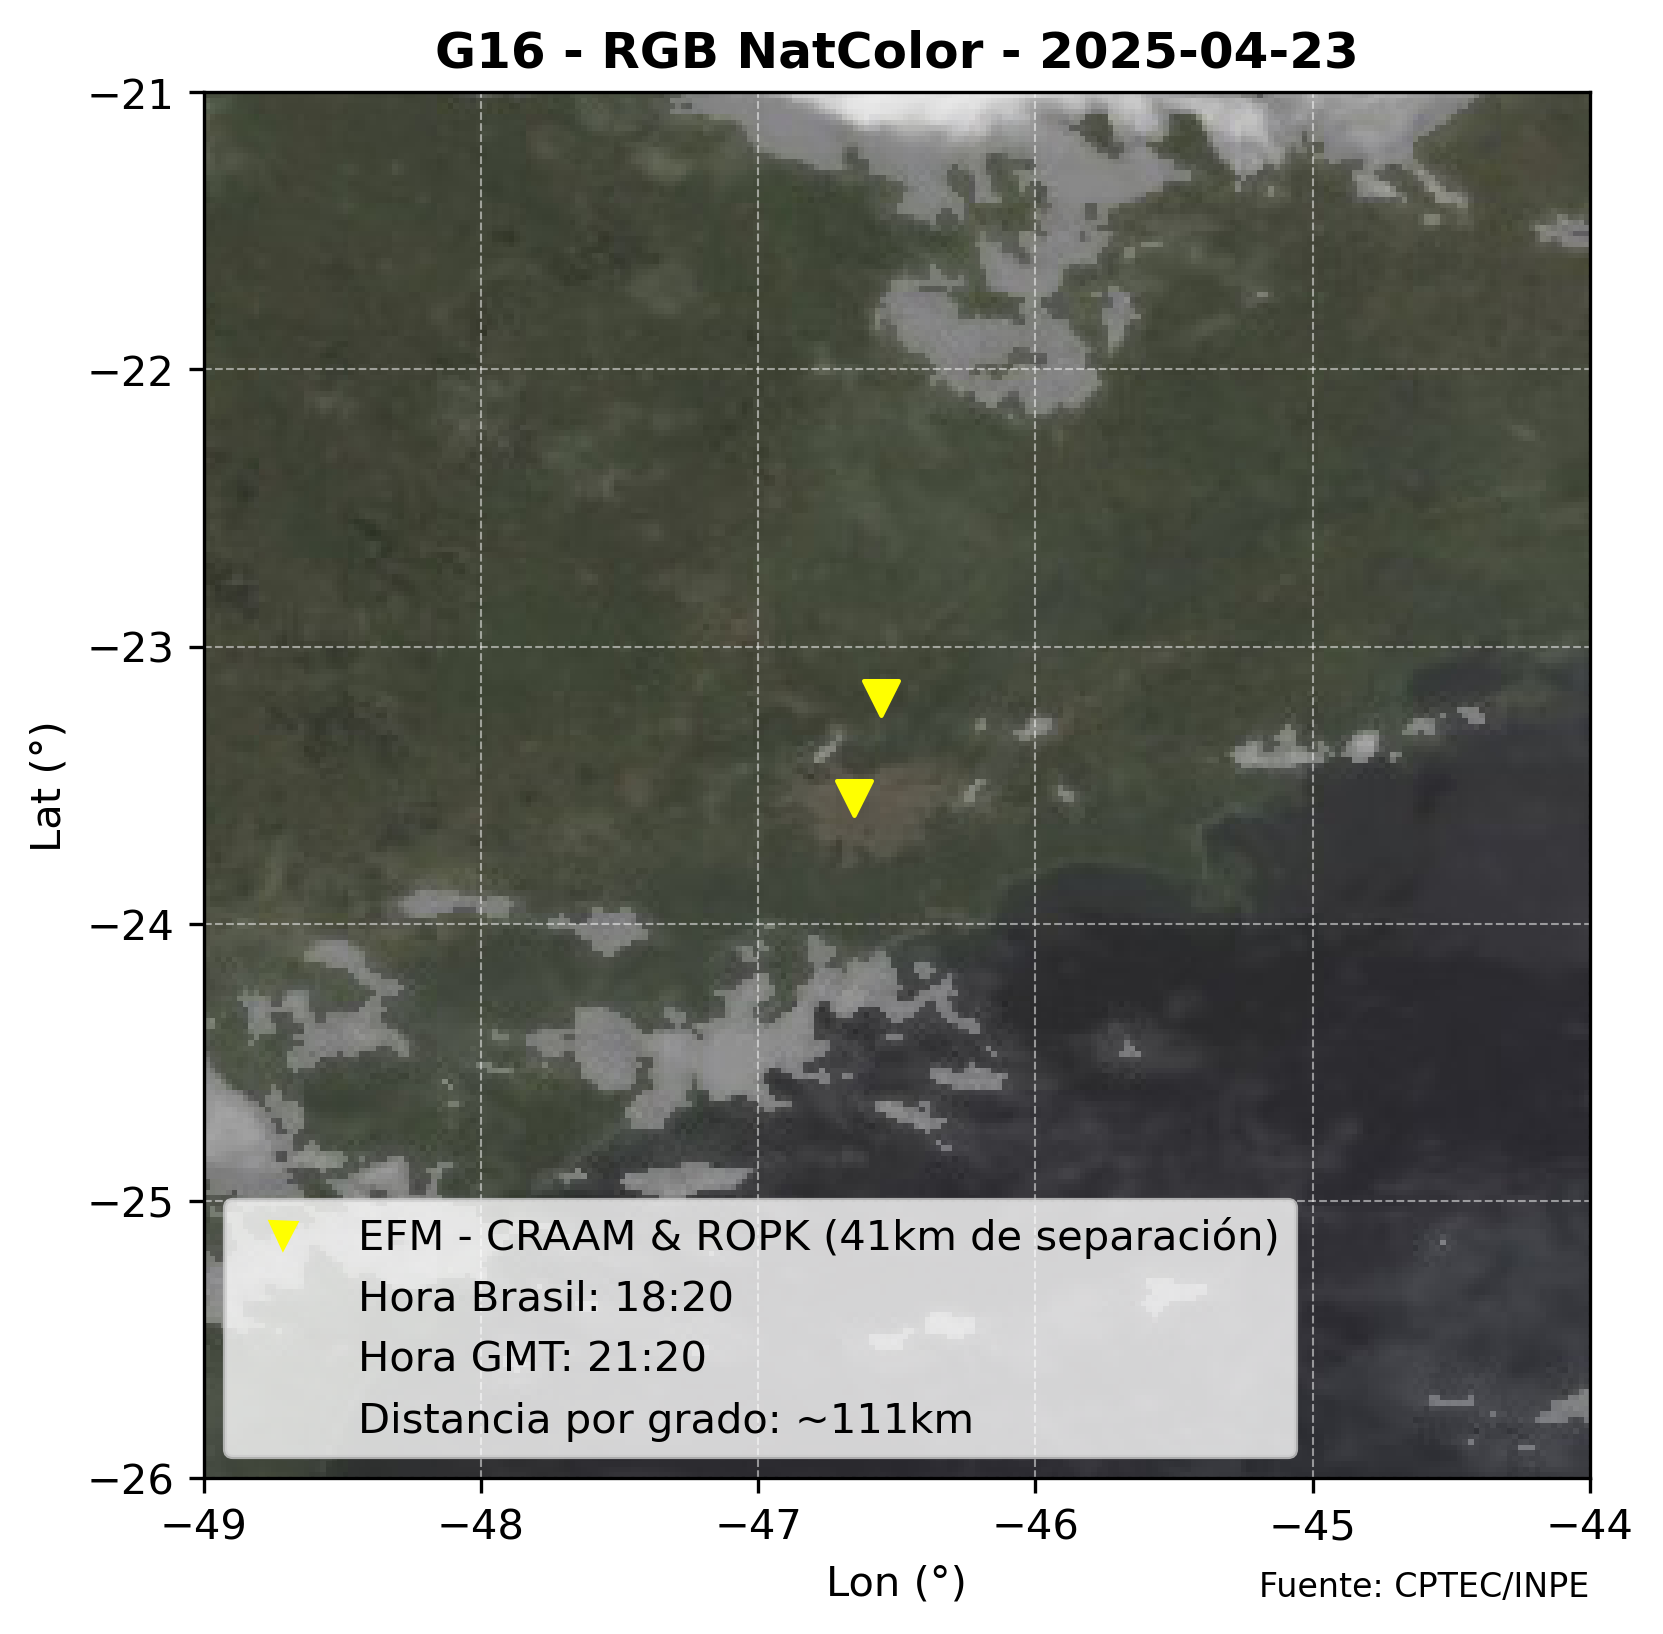 G16 - RGB NatColor - 2025-04-23
−21
−22
−23
−24
−25
−26
Lat (°)
EFM - CRAAM & ROPK (41km de separación)
Hora Brasil: 18:20
Hora GMT: 21:20
Distancia por grado: ~111km
−49 −48 −47 −46 −45 −44
Lon (°)
Fuente: CPTEC/INPE